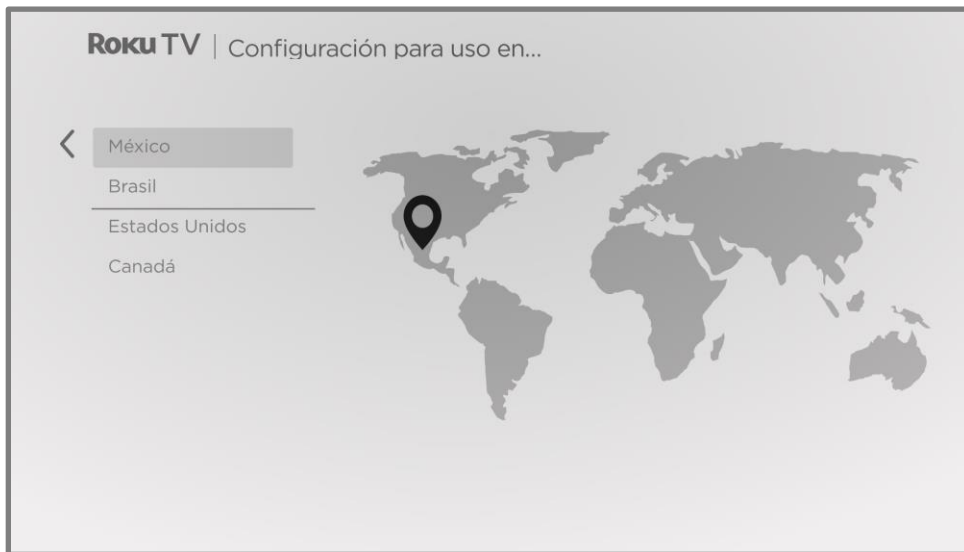 Roku TV | Configuración para uso en...
México
Brasil
Estados Unidos
Canadá